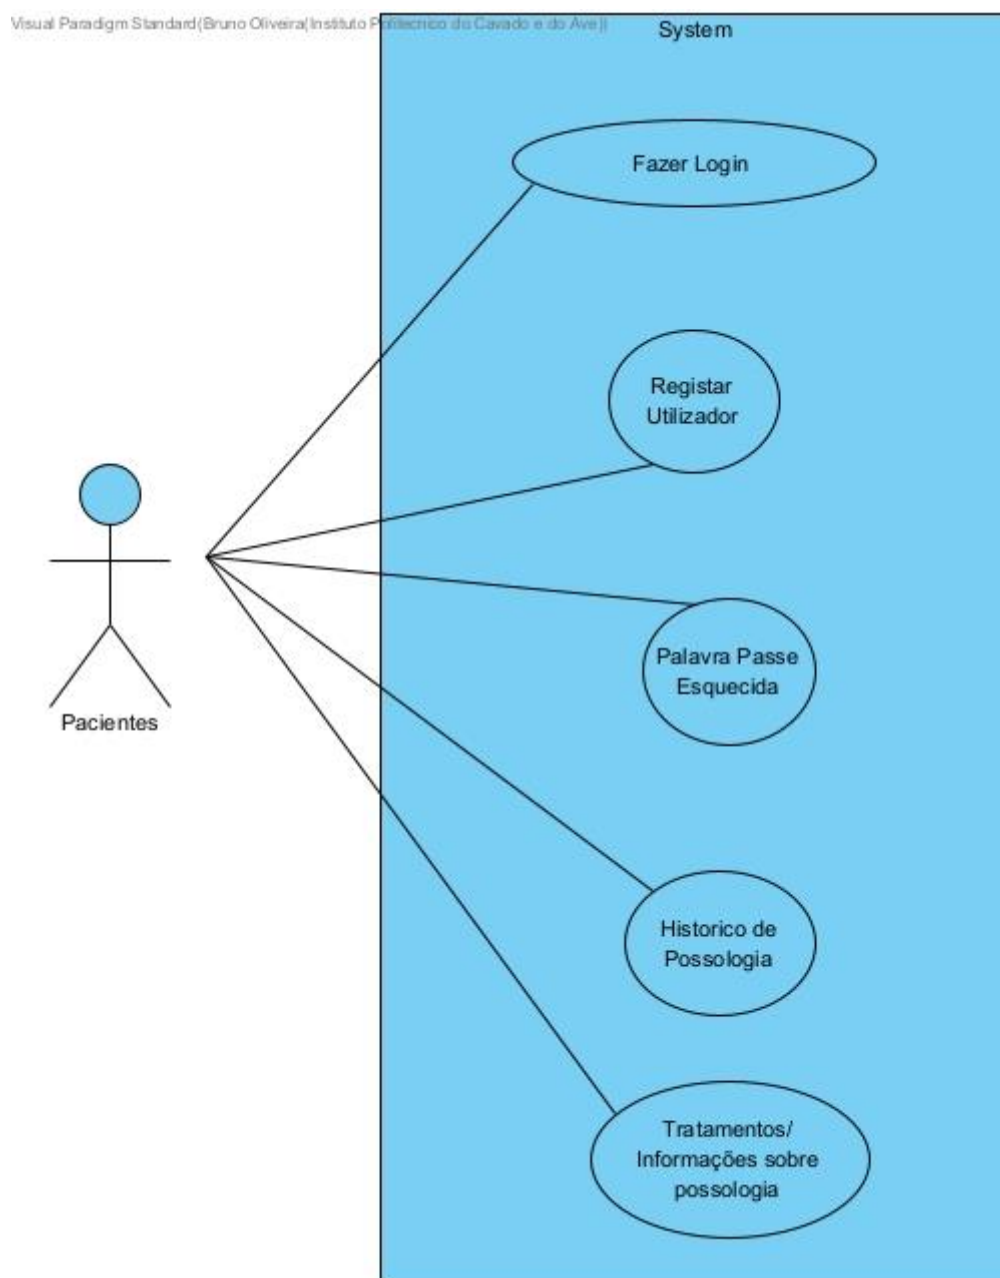 Visual Paradigm Standard(Bruno Oliveira(Instituto Politecnico do Cavado e do Ave))
System
Fazer Login
Registar
Utilizador
Palavra Passe
Esquecida
Pacientes
Historico de
Possologia
Tratamentos/
Informações sobre
possologia